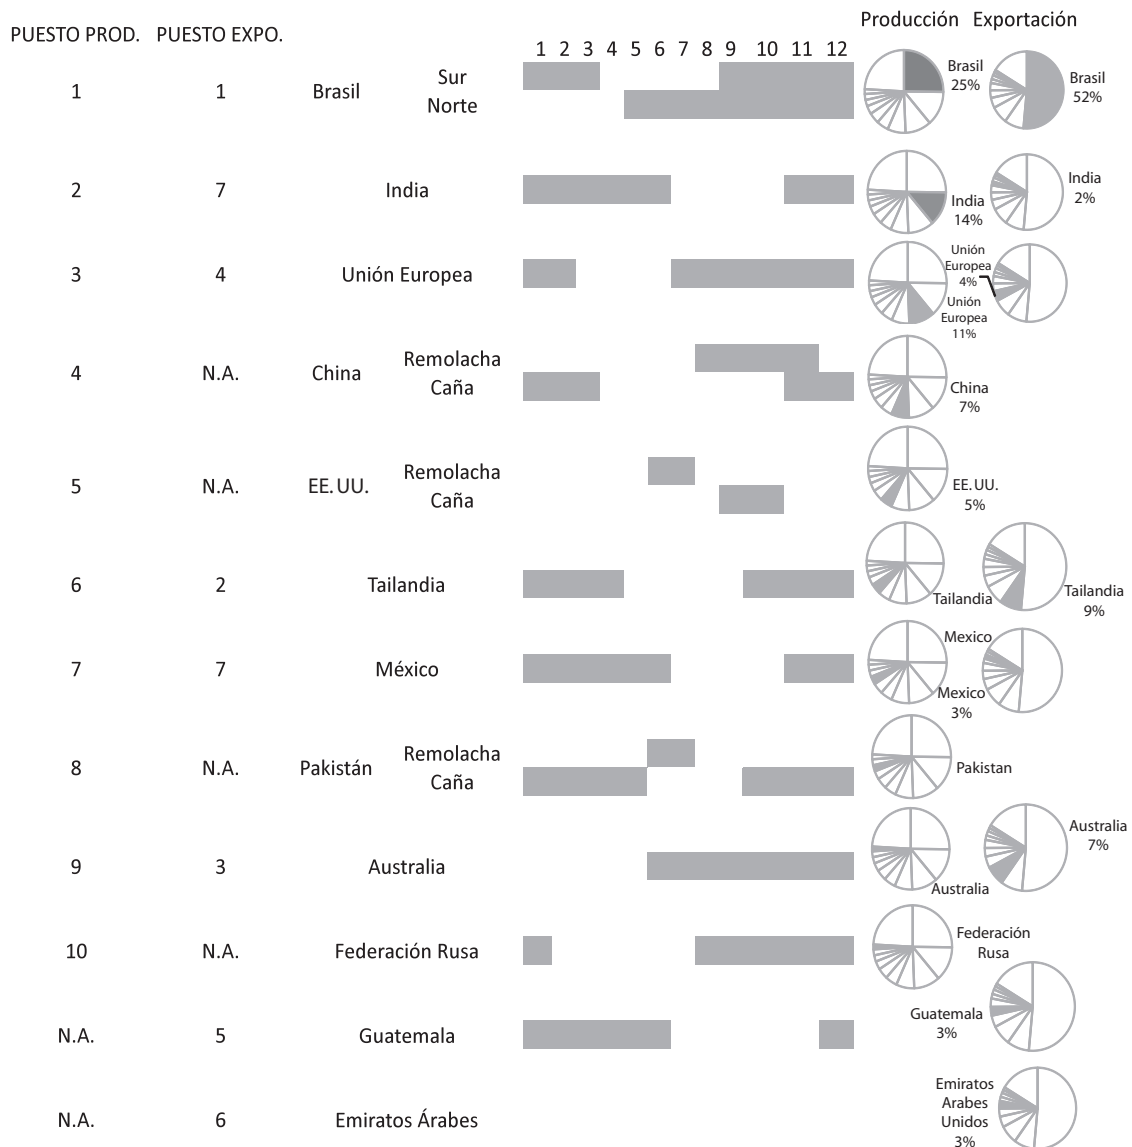 Producción Exportación
PUESTO PROD. PUESTO EXPO.
1 2 3 4 5 6 7 8 9 10 11 12
1 1 Brasil Sur
Norte
Brasil
25%
Brasil
52%
2 7 India
India
14%
India
2%
3 4 Unión Europea
Unión
Europea
4%
Unión
Europea
11%
4 N.A. China Remolacha
Caña
China
7%
5 N.A. EE. UU. Remolacha
Caña
EE. UU.
5%
6 2 Tailandia
Tailandia
Tailandia
9%
7 7 México
Mexico
Mexico
3%
8 N.A. Pakistán Remolacha
Caña
Pakistan
9 3 Australia
Australia
Australia
7%
10 N.A. Federación Rusa
Federación
Rusa
N.A. 5 Guatemala
Guatemala
3%
N.A. 6 Emiratos Árabes
Emiratos
Árabes
Unidos
3%